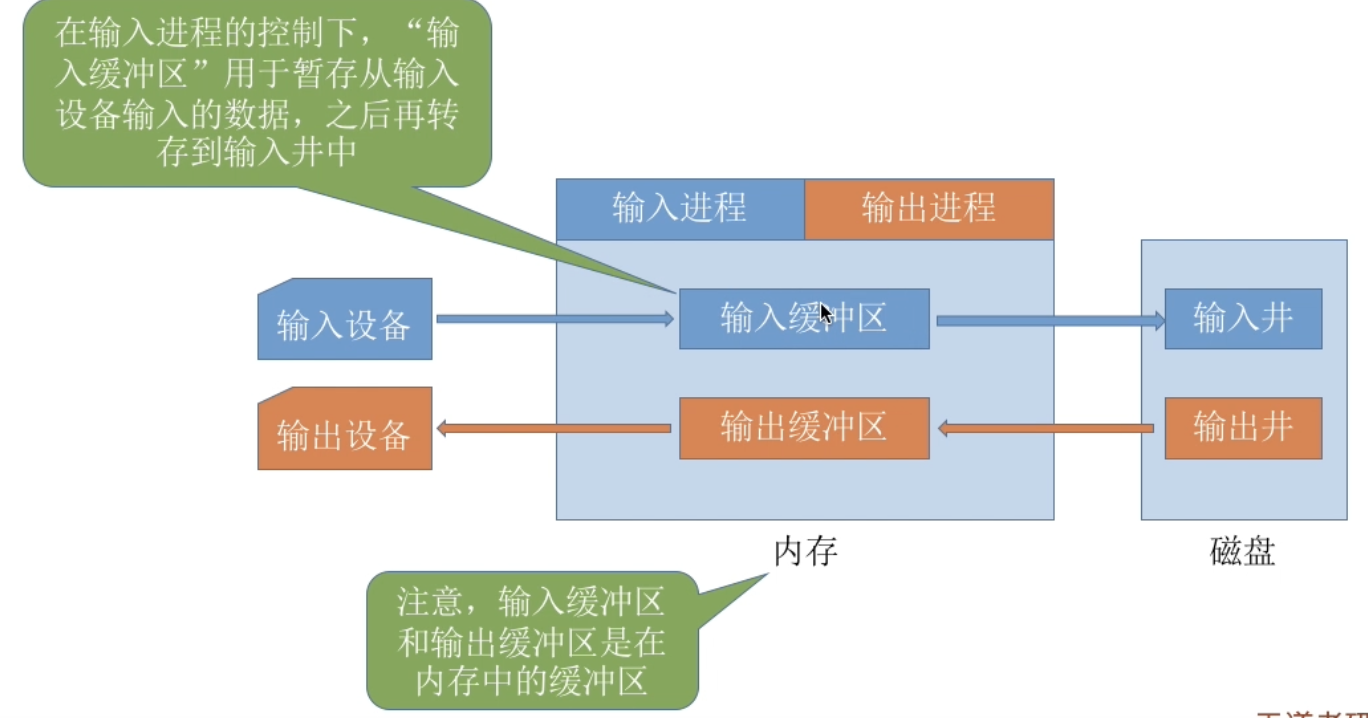 在输入进程的控制下，“输
入缓冲区”用于暂存从输入
设备输入的数据，之后再转
存到输入井中
输入进程
输出进程
输入设备
输入缓冲区
输入井
输出设备
输出缓冲区
输出井
内存
磁盘
注意，输入缓冲区
和输出缓冲区是在
内存中的缓冲区